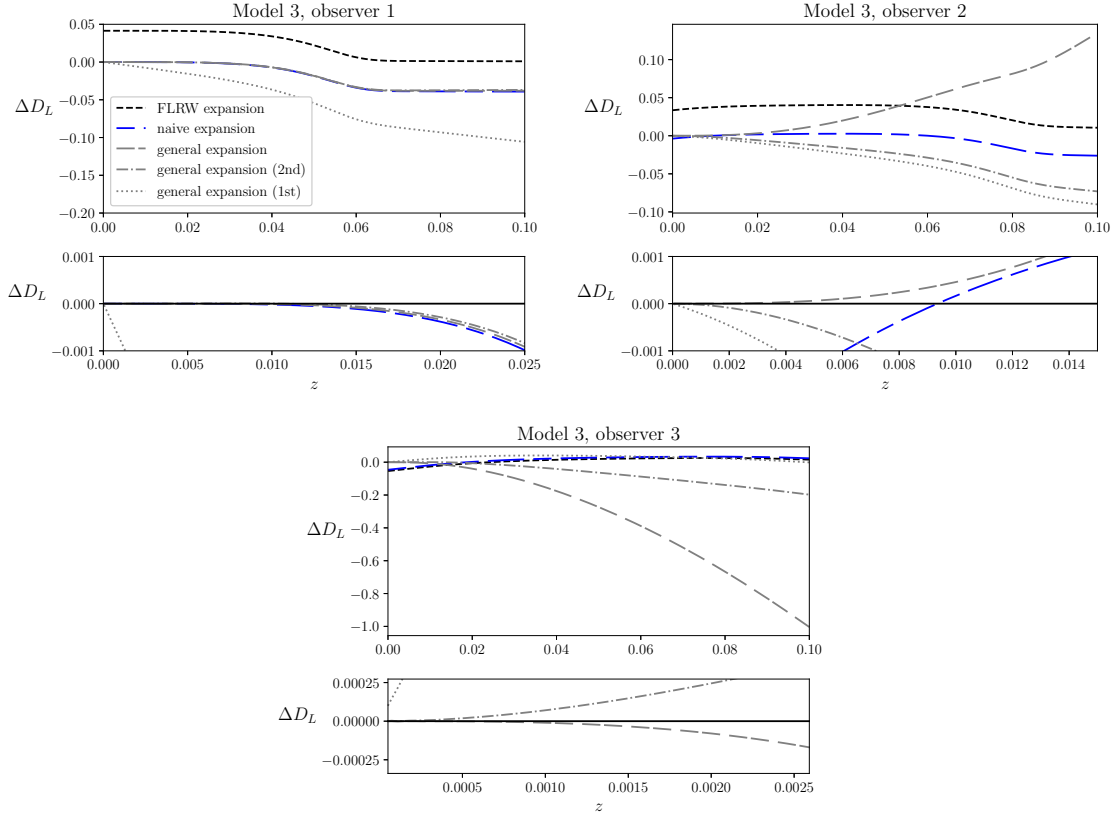 Model 3, observer 1
0.05
0.00
−0.05
−0.10
−0.15
−0.20
ΔD_L
FLRW expansion
naive expansion
general expansion
general expansion (2nd)
general expansion (1st)
0.00 0.02 0.04 0.06 0.08 0.10
0.001
0.000
−0.001
ΔD_L
0.000 0.005 0.010 0.015 0.020 0.025
z
Model 3, observer 2
0.10
0.05
0.00
−0.05
−0.10
ΔD_L
0.00 0.02 0.04 0.06 0.08 0.10
0.001
0.000
−0.001
ΔD_L
0.000 0.002 0.004 0.006 0.008 0.010 0.012 0.014
z
Model 3, observer 3
0.0
−0.2
−0.4
−0.6
−0.8
−1.0
ΔD_L
0.00 0.02 0.04 0.06 0.08 0.10
0.00025
0.00000
−0.00025
ΔD_L
0.0005 0.0010 0.0015 0.0020 0.0025
z